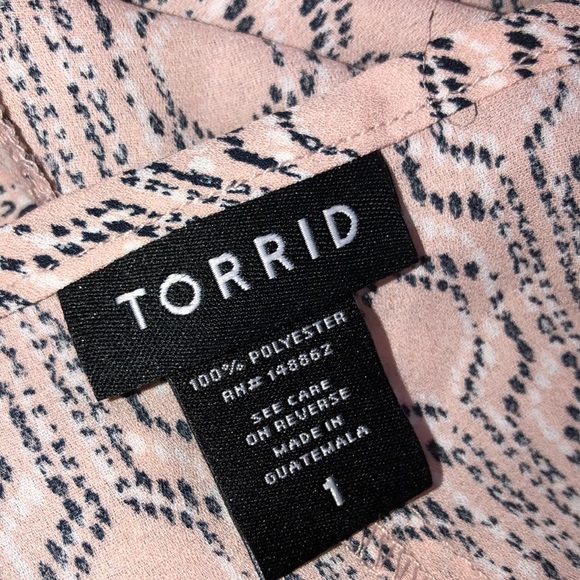 TORRID
100% POLYESTER
RN# 148862
SEE CARE
ON REVERSE
MADE IN
GUATEMALA
1